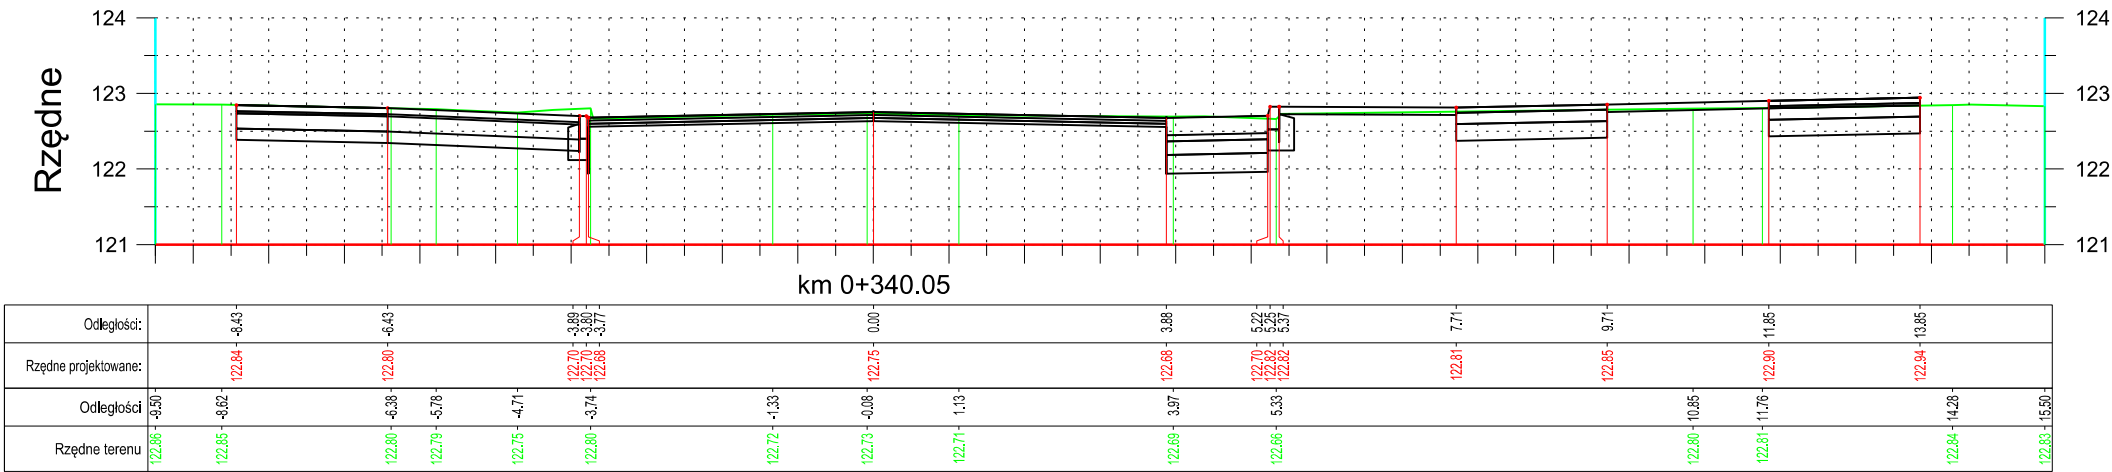 124 124
123 123
122 122
121 121
Rzędne
km 0+340.05
Odległości: -8.43 -6.43 -3.89 -3.80 -3.77 0.00 3.88 5.22 5.25 5.37 7.71 9.71 11.85 13.85
Rzędne projektowane: 122.84 122.80 122.70 122.70 122.68 122.75 122.68 122.70 122.82 122.82 122.81 122.85 122.90 122.94
Odległości -9.50 -8.62 -6.38 -5.78 -4.71 -3.74 -1.33 -0.08 1.13 3.97 5.33 10.85 11.76 14.28 15.50
Rzędne terenu 122.86 122.85 122.80 122.79 122.75 122.80 122.72 122.73 122.71 122.69 122.66 122.80 122.81 122.84 122.83